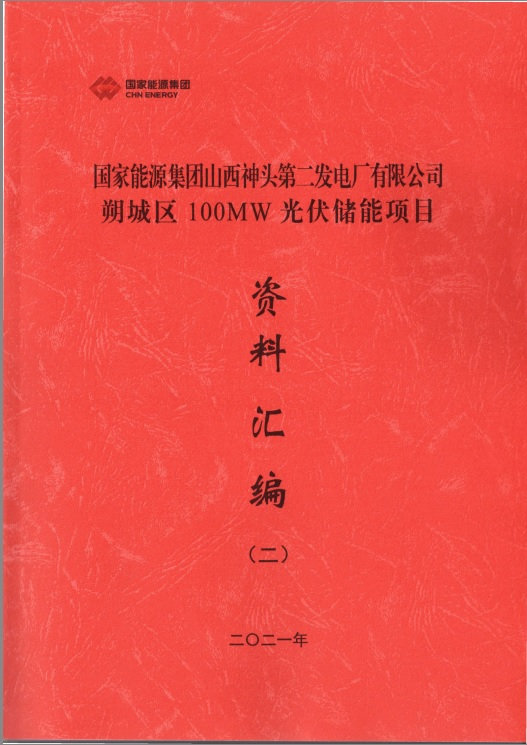 国家能源集团
CHN ENERGY
国家能源集团山西神头第二发电厂有限公司
朔城区 100MW 光伏储能项目
资
料
汇
编
（二）
二〇二一年